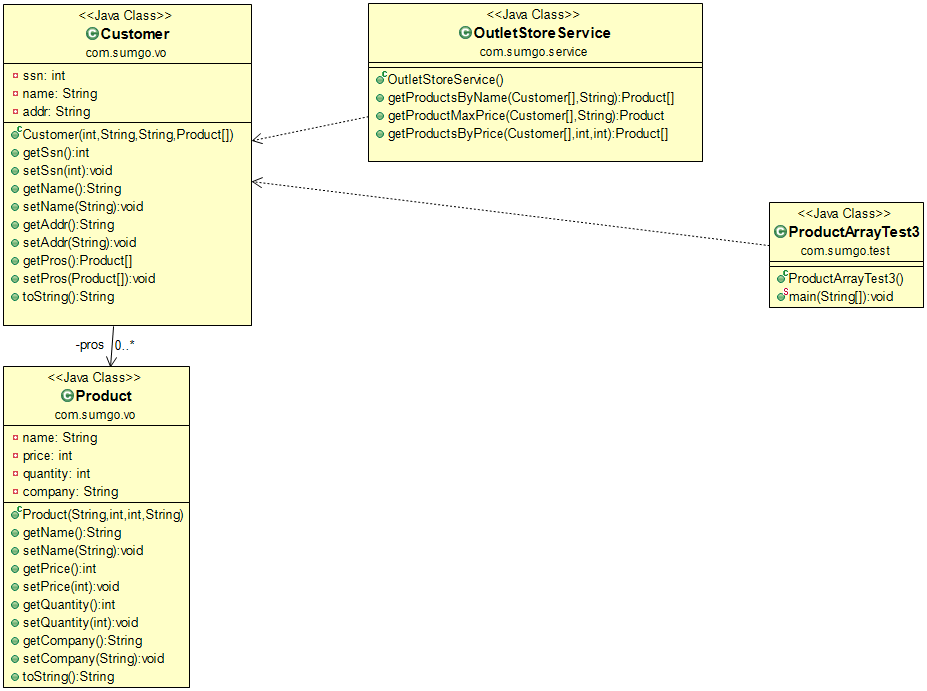 <<Java Class>>
Customer
com.sumgo.vo
ssn: int
name: String
addr: String
Customer(int,String,String,Product[])
getSsn():int
setSsn(int):void
getName():String
setName(String):void
getAddr():String
setAddr(String):void
getPros():Product[]
setPros(Product[]):void
toString():String
<<Java Class>>
OutletStoreService
com.sumgo.service
OutletStoreService()
getProductsByName(Customer[],String):Product[]
getProductMaxPrice(Customer[],String):Product
getProductsByPrice(Customer[],int,int):Product[]
<<Java Class>>
ProductArrayTest3
com.sumgo.test
ProductArrayTest3()
main(String[]):void
-pros 0..*
<<Java Class>>
Product
com.sumgo.vo
name: String
price: int
quantity: int
company: String
Product(String,int,int,String)
getName():String
setName(String):void
getPrice():int
setPrice(int):void
getQuantity():int
setQuantity(int):void
getCompany():String
setCompany(String):void
toString():String